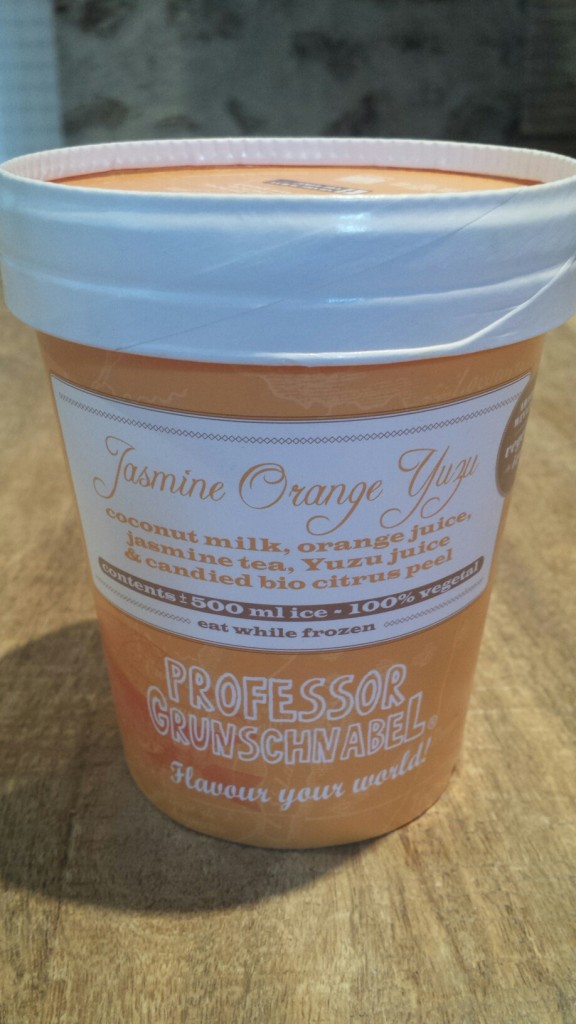 Jasmine Orange Yuzu
coconut milk, orange juice,
jasmine tea, Yuzu juice
& candied bio citrus peel
contents ± 500 ml ice - 100% vegetal
eat while frozen
PROFESSOR
GRUNSCHNABEL®
Flavour your world!